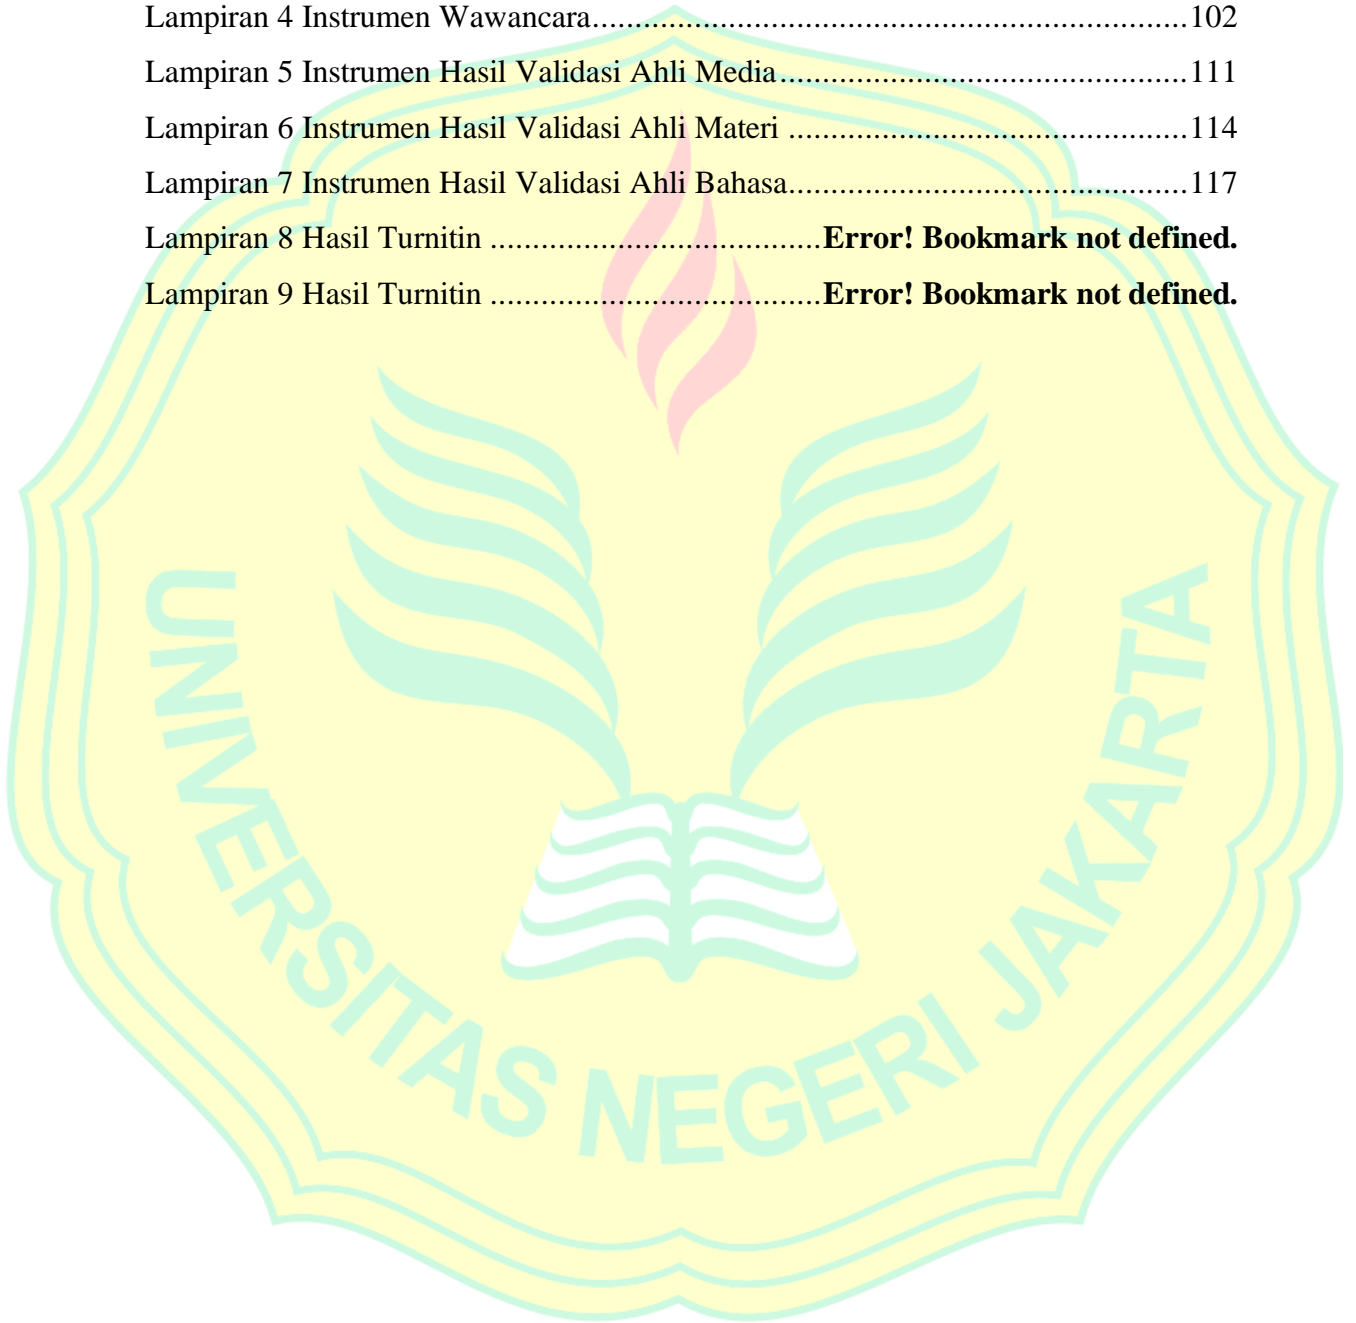 Lampiran 4 Instrumen Wawancara........................................................................102
Lampiran 5 Instrumen Hasil Validasi Ahli Media.................................................111
Lampiran 6 Instrumen Hasil Validasi Ahli Materi ................................................114
Lampiran 7 Instrumen Hasil Validasi Ahli Bahasa................................................117
Lampiran 8 Hasil Turnitin ........................................Error! Bookmark not defined.
Lampiran 9 Hasil Turnitin ........................................Error! Bookmark not defined.
UNIVERSITAS NEGERI JAKARTA